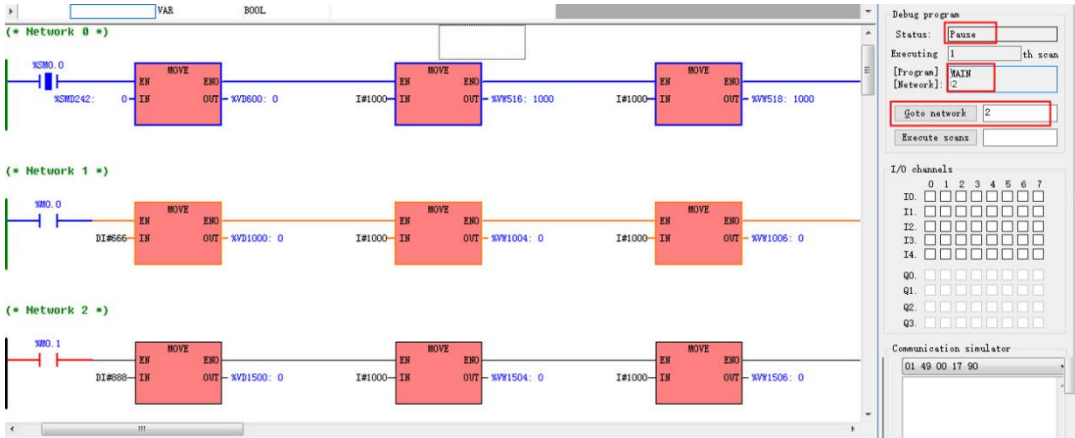 VAR BOOL
(* Network 0 *)
%SM0.0
MOVE MOVE MOVE
EN ENO EN ENO EN ENO
%SMD242: 0 IN OUT %VD600: 0 I#1000 IN OUT %VW516: 1000 I#1000 IN OUT %VW518: 1000
(* Network 1 *)
%M0.0
MOVE MOVE MOVE
EN ENO EN ENO EN ENO
DI#666 IN OUT %VD1000: 0 I#1000 IN OUT %VW1004: 0 I#1000 IN OUT %VW1006: 0
(* Network 2 *)
%M0.1
MOVE MOVE MOVE
EN ENO EN ENO EN ENO
DI#888 IN OUT %VD1500: 0 I#1000 IN OUT %VW1504: 0 I#1000 IN OUT %VW1506: 0
Debug program
Status: Pause
Executing 1 th scan
[Program] MAIN
[Network]: :2
Goto network 2
Execute scans
I/O channels
0 1 2 3 4 5 6 7
I0.
I1.
I2.
I3.
I4.
Q0.
Q1.
Q2.
Q3.
Communication simulator
01 49 00 17 90